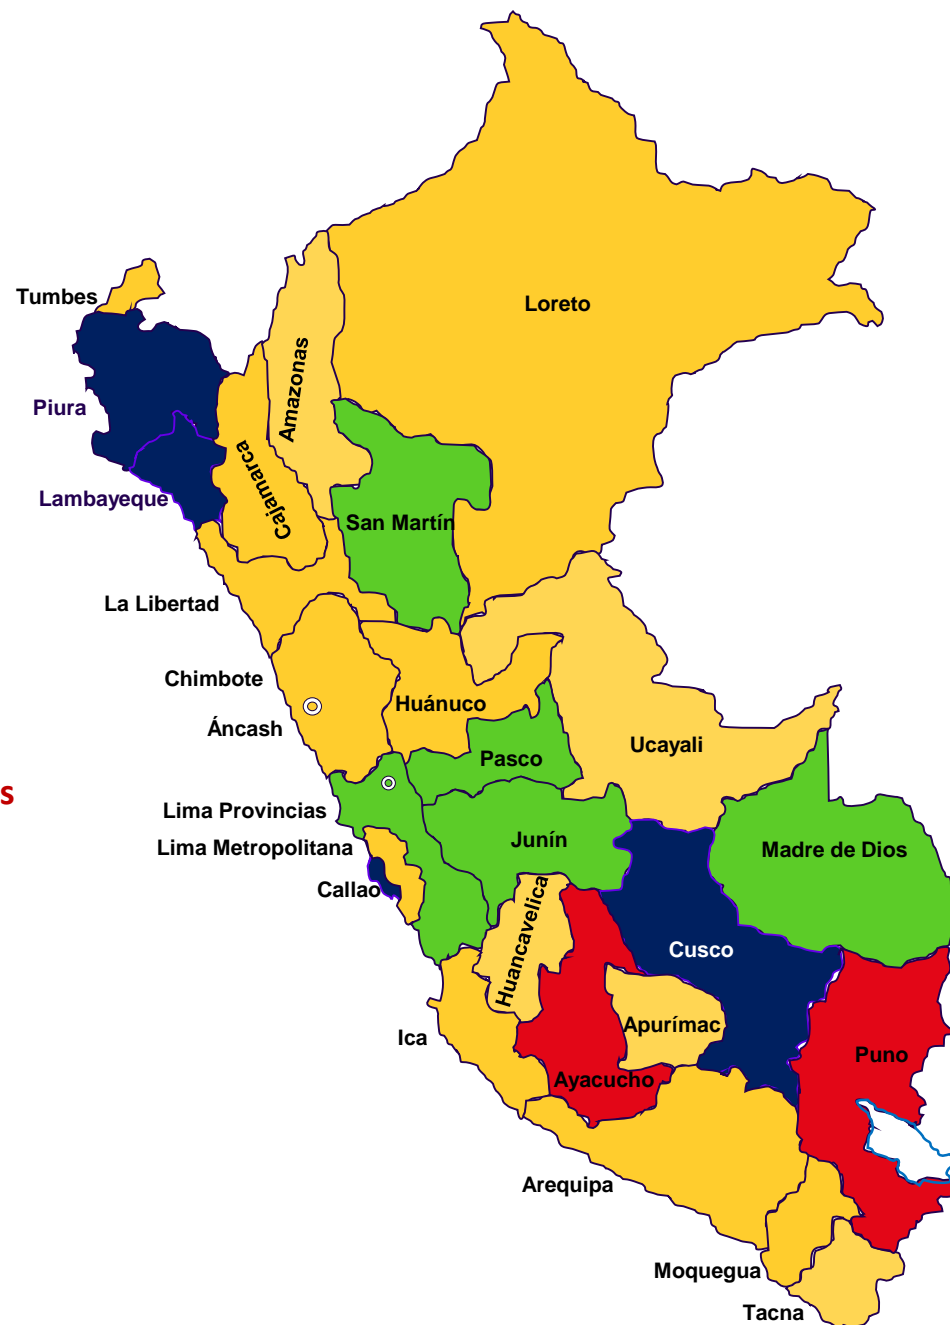 Loreto
Tumbes
Amazonas
Piura
Cajamarca
Lambayeque
San Martín
La Libertad
Chimbote
Huánuco
Áncash
Ucayali
Pasco
s
Lima Provincias
Junín
Lima Metropolitana
Madre de Dios
Callao
Huancavelica
Cusco
Apurímac
Ica
Puno
Ayacucho
Arequipa
Moquegua
Tacna